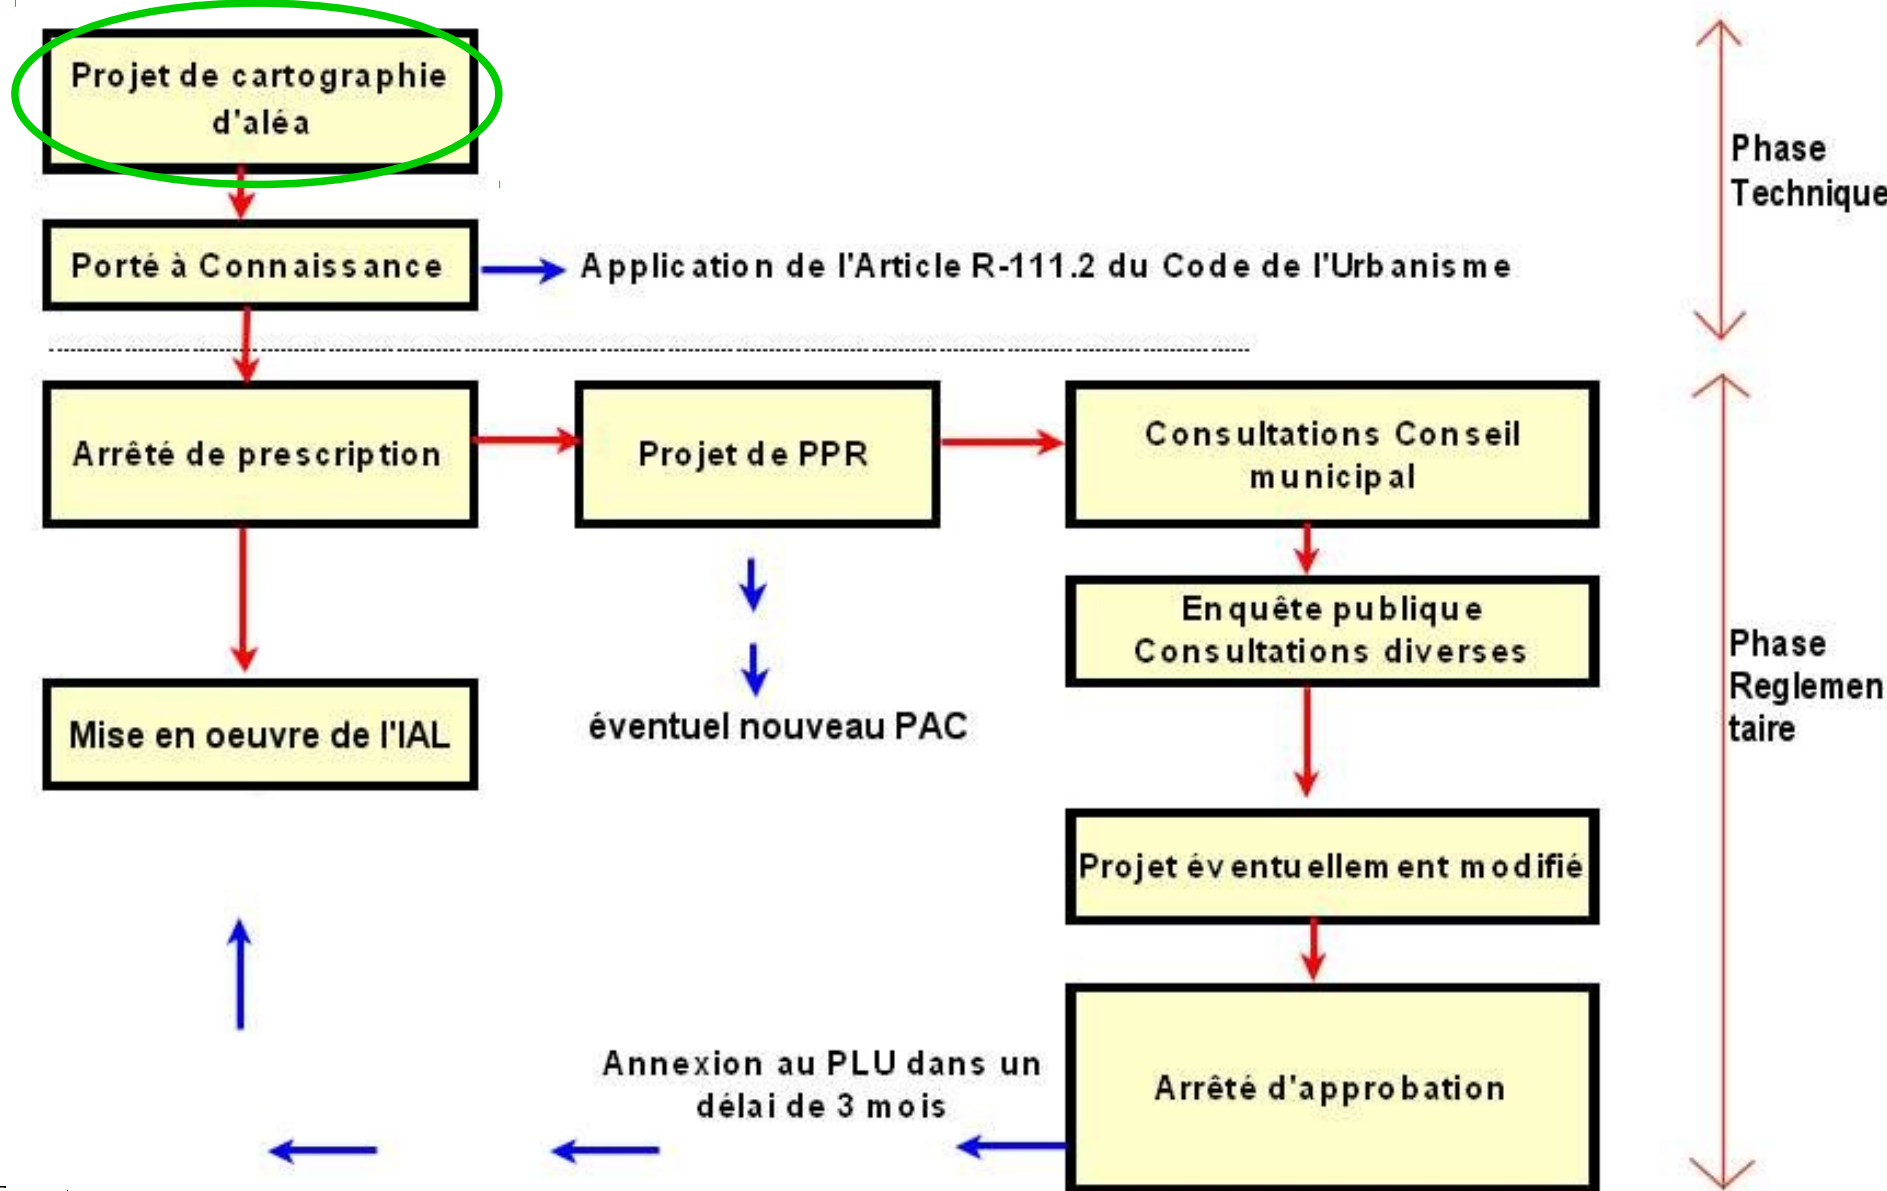 Projet de cartographie
d'aléa
Phase
Technique
Porté à Connaissance
Application de l'Article R-111.2 du Code de l'Urbanisme
Arrêté de prescription
Projet de PPR
Consultations Conseil
municipal
Enquête publique
Consultations diverses
Phase
Reglemen
taire
Mise en oeuvre de l'IAL
éventuel nouveau PAC
Projet éventuellement modifié
Annexion au PLU dans un
délai de 3 mois
Arrêté d'approbation